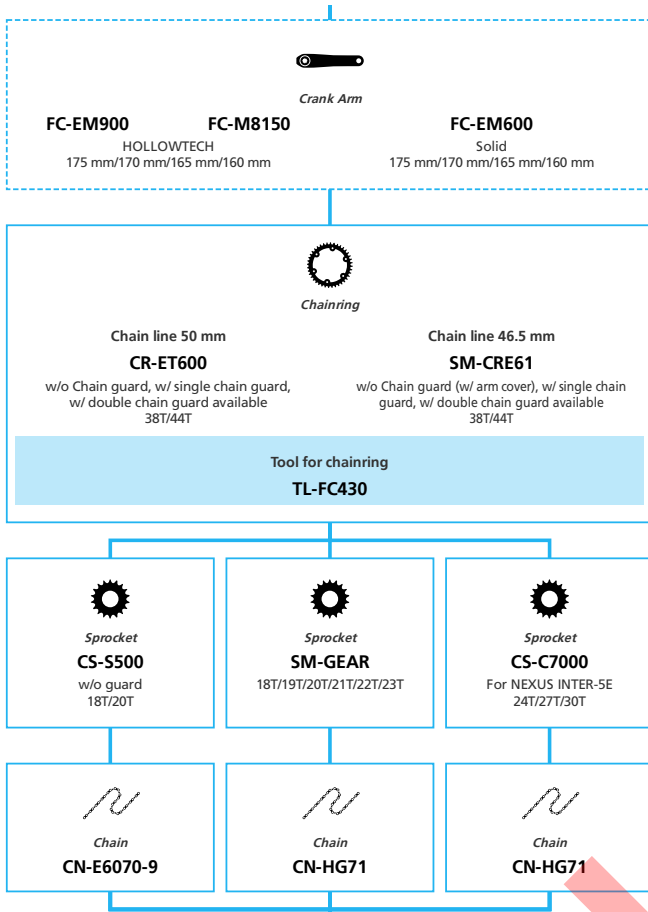 Crank Arm
FC-EM900 FC-M8150
HOLLOWTECH
175 mm/170 mm/165 mm/160 mm
FC-EM600
Solid
175 mm/170 mm/165 mm/160 mm
Chainring
Chain line 50 mm
CR-ET600
w/o Chain guard, w/ single chain guard,
w/ double chain guard available
38T/44T
Chain line 46.5 mm
SM-CRE61
w/o Chain guard (w/ arm cover), w/ single chain
guard, w/ double chain guard available
38T/44T
Tool for chainring
TL-FC430
Sprocket
CS-S500
w/o guard
18T/20T
Sprocket
SM-GEAR
18T/19T/20T/21T/22T/23T
Sprocket
CS-C7000
For NEXUS INTER-5E
24T/27T/30T
Chain
CN-E6070-9
Chain
CN-HG71
Chain
CN-HG71